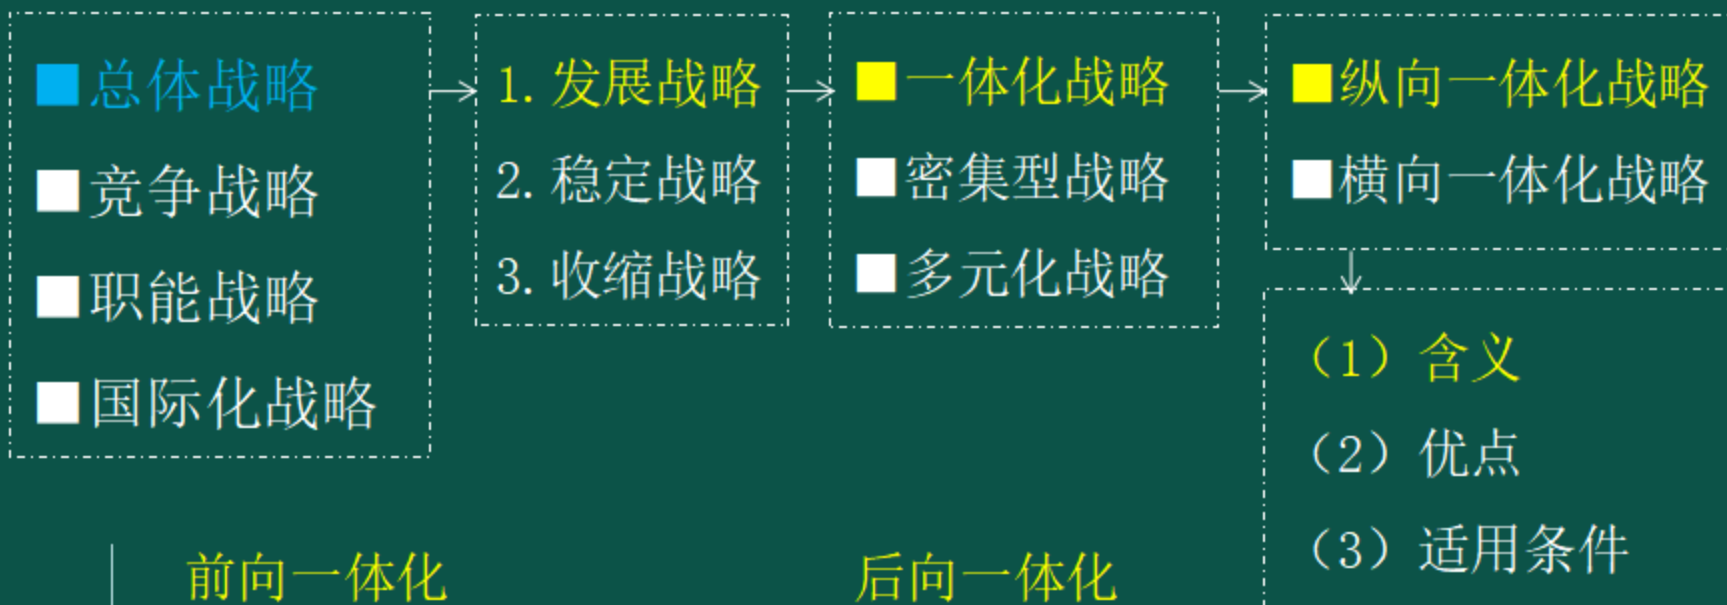 ■总体战略
■竞争战略
■职能战略
■国际化战略
1. 发展战略
2. 稳定战略
3. 收缩战略
■一体化战略
■密集型战略
■多元化战略
■纵向一体化战略
■横向一体化战略
（1）含义
（2）优点
（3）适用条件
前向一体化
后向一体化